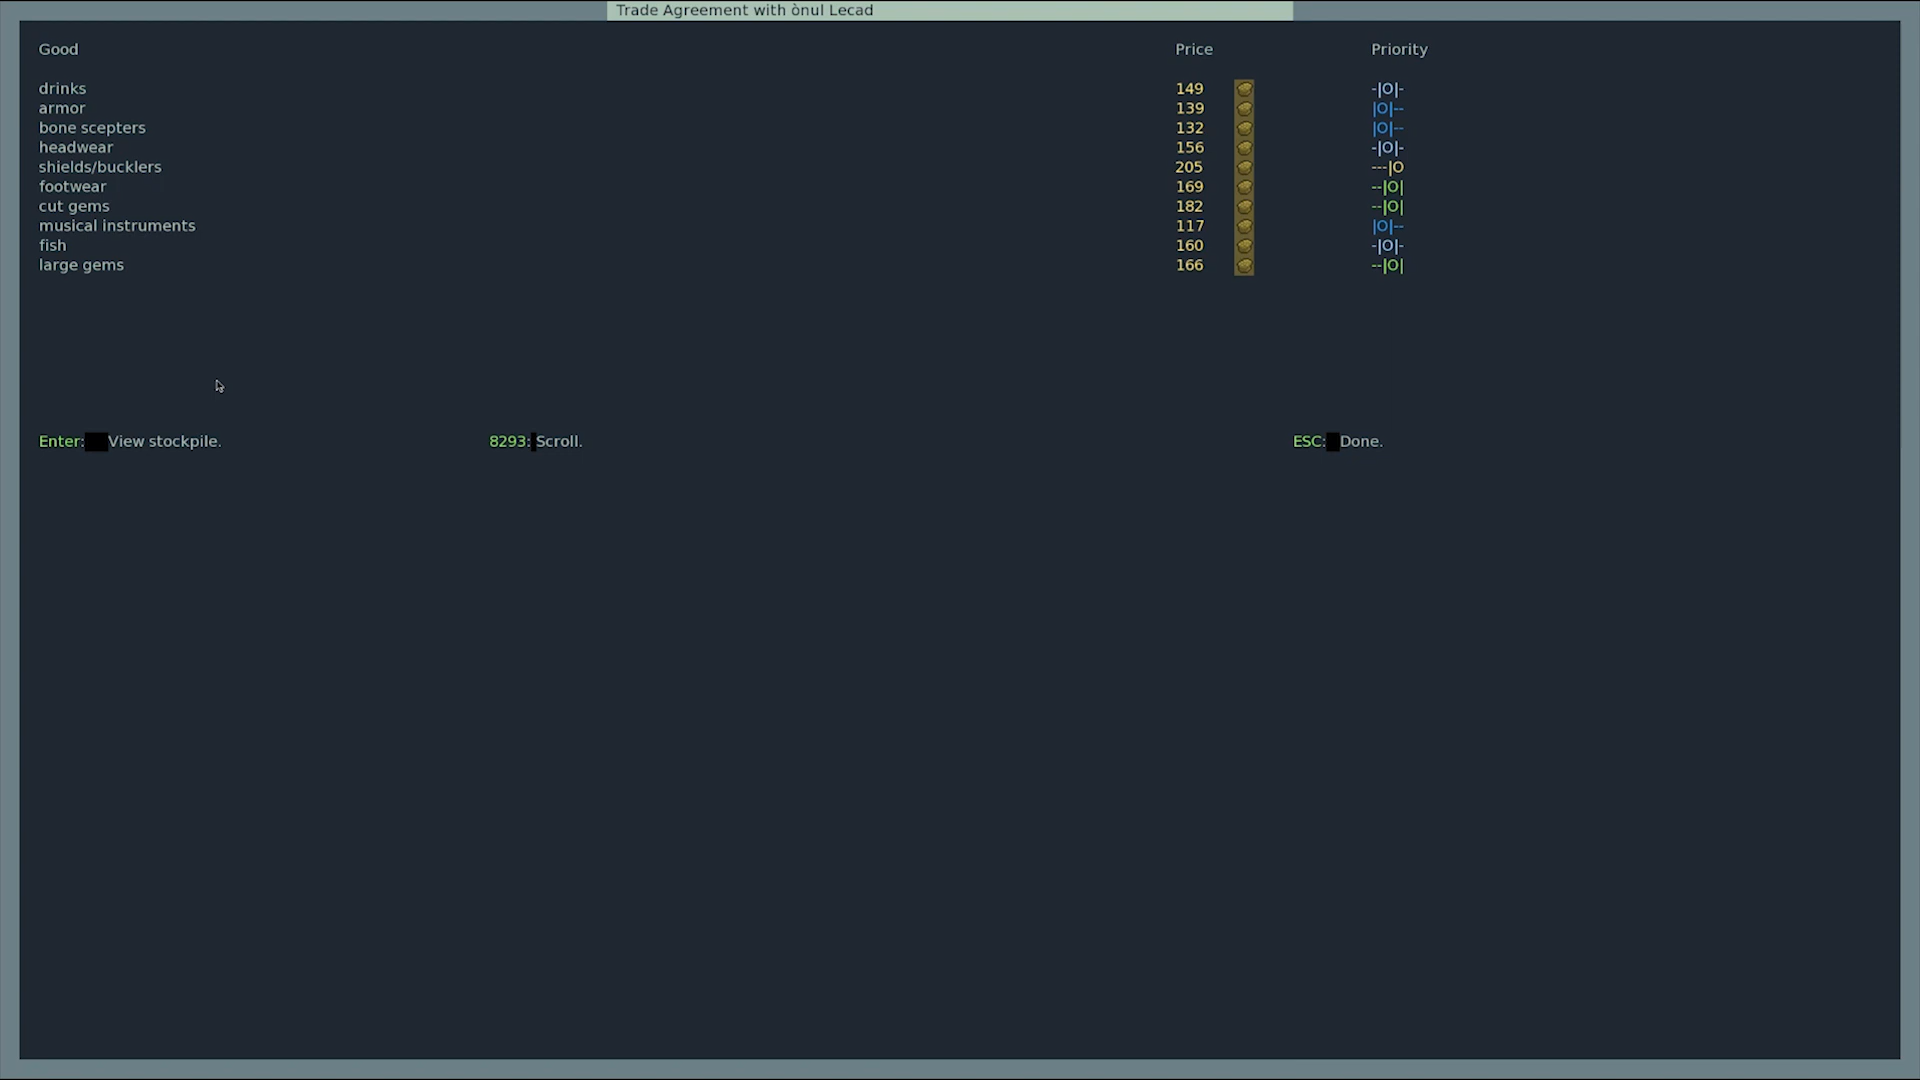 Trade Agreement with ònul Lecad
Good Price Priority
drinks 149 -|O|-
armor 139 |O|--
bone scepters 132 |O|--
headwear 156 -|O|-
shields/bucklers 205 ---|O
footwear 169 --|O|
cut gems 182 --|O|
musical instruments 117 |O|--
fish 160 -|O|-
large gems 166 --|O|
Enter: View stockpile. 8293: Scroll. ESC: Done.